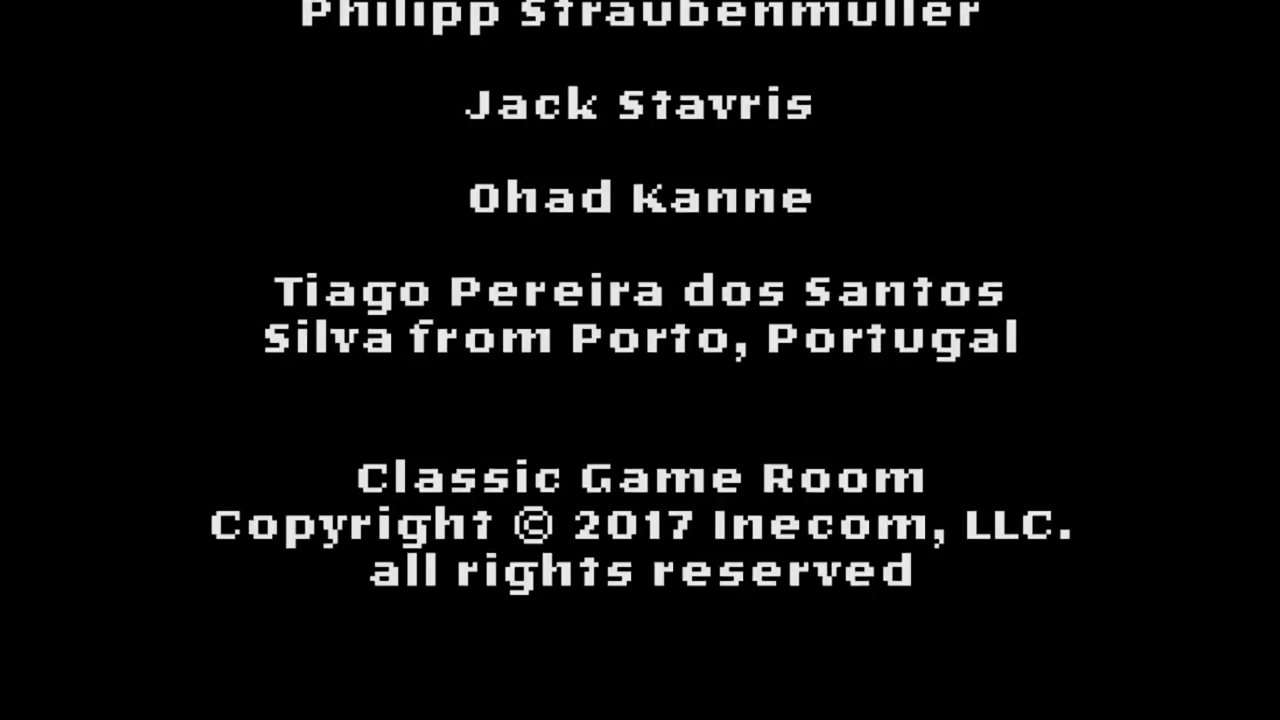 Philipp Straubenmuller
Jack Stavris
Ohad Kanne
Tiago Pereira dos Santos
Silva from Porto, Portugal
Classic Game Room
Copyright © 2017 Inecom, LLC.
all rights reserved